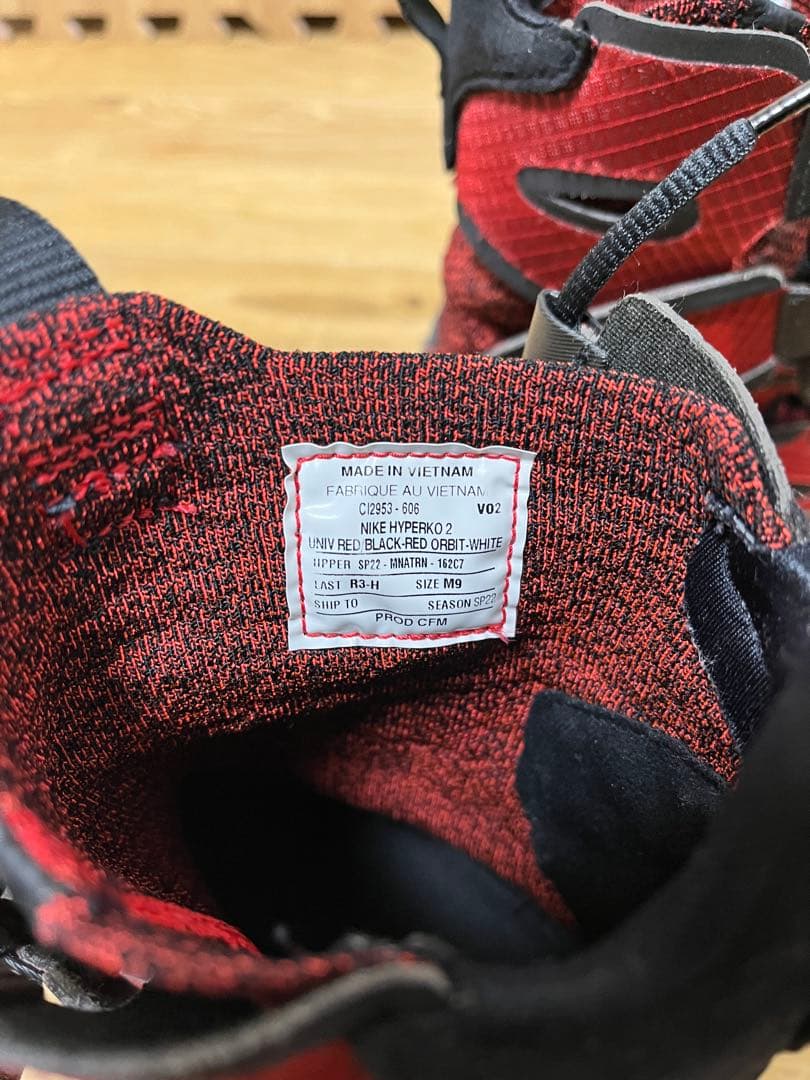 MADE IN VIETNAM
FABRIQUE AU VIETNAM
CI2953 - 606 V02
NIKE HYPERKO 2
UNIV RED/BLACK-RED ORBIT-WHITE
UPPER SP22 - MNATRN - 162C7
LAST R3-H SIZE M9
SHIP TO SEASON SP22
PROD CFM